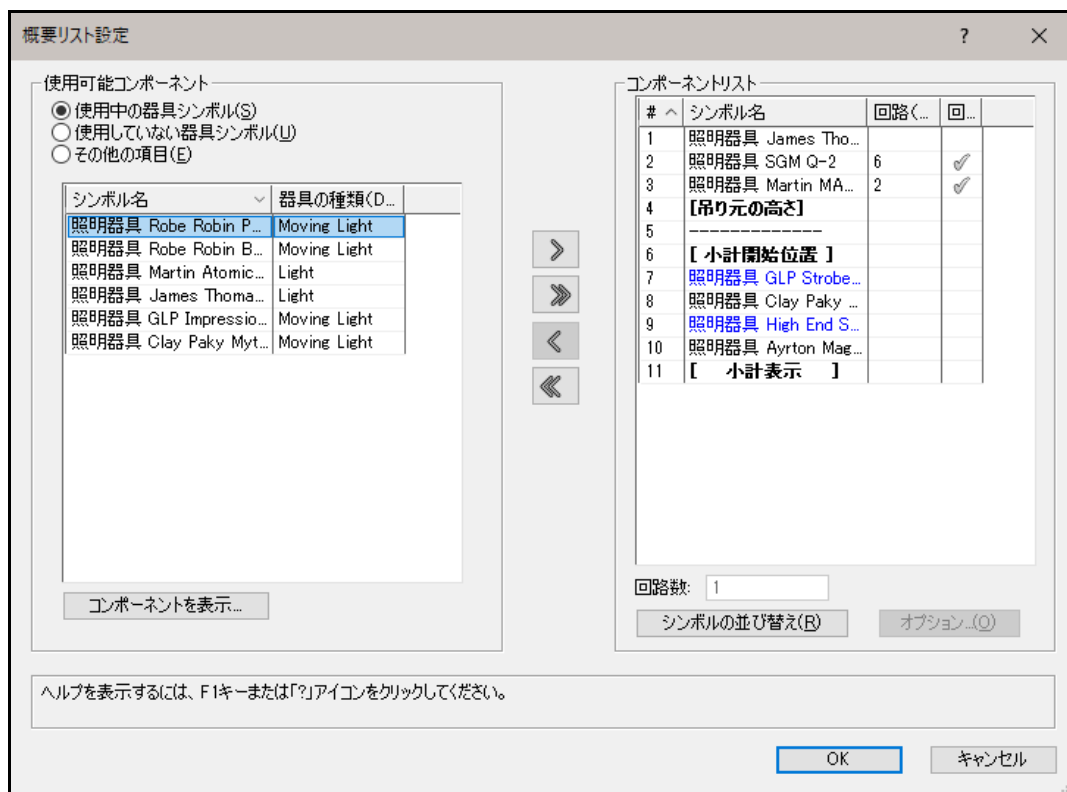 概要リスト設定
使用可能コンポーネント
使用中の器具シンボル(S)
使用していない器具シンボル(U)
その他の項目(E)
シンボル名 器具の種類(D...
照明器具 Robe Robin P... Moving Light
照明器具 Robe Robin B... Moving Light
照明器具 Martin Atomic... Light
照明器具 James Thoma... Light
照明器具 GLP Impressio... Moving Light
照明器具 Clay Paky Myt... Moving Light
コンポーネントを表示...
コンポーネントリスト
# シンボル名 回路(... 回...
1 照明器具 James Tho...
2 照明器具 SGM Q-2 6
3 照明器具 Martin MA... 2
4 [吊り元の高さ]
5 -------------
6 [ 小計開始位置 ]
7 照明器具 GLP Strobe...
8 照明器具 Clay Paky ...
9 照明器具 High End S...
10 照明器具 Ayrton Mag...
11 [ 小計表示 ]
回路数: 1
シンボルの並び替え(R) オプション...(O)
ヘルプを表示するには、F1キーまたは「?」アイコンをクリックしてください。
OK キャンセル